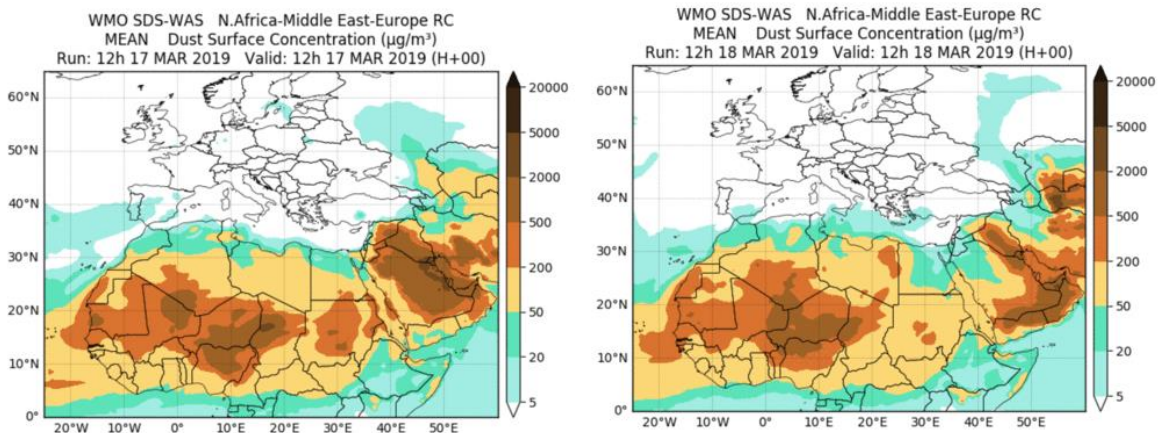 WMO SDS-WAS N.Africa-Middle East-Europe RC
MEAN Dust Surface Concentration (µg/m³)
Run: 12h 17 MAR 2019 Valid: 12h 17 MAR 2019 (H+00)
60°N
50°N
40°N
30°N
20°N
10°N
0°
20°W
10°W
0°
10°E
20°E
30°E
40°E
50°E
20000
5000
2000
500
200
50
20
5
WMO SDS-WAS N.Africa-Middle East-Europe RC
MEAN Dust Surface Concentration (µg/m³)
Run: 12h 18 MAR 2019 Valid: 12h 18 MAR 2019 (H+00)
60°N
50°N
40°N
30°N
20°N
10°N
0°
20°W
10°W
0°
10°E
20°E
30°E
40°E
50°E
20000
5000
2000
500
200
50
20
5